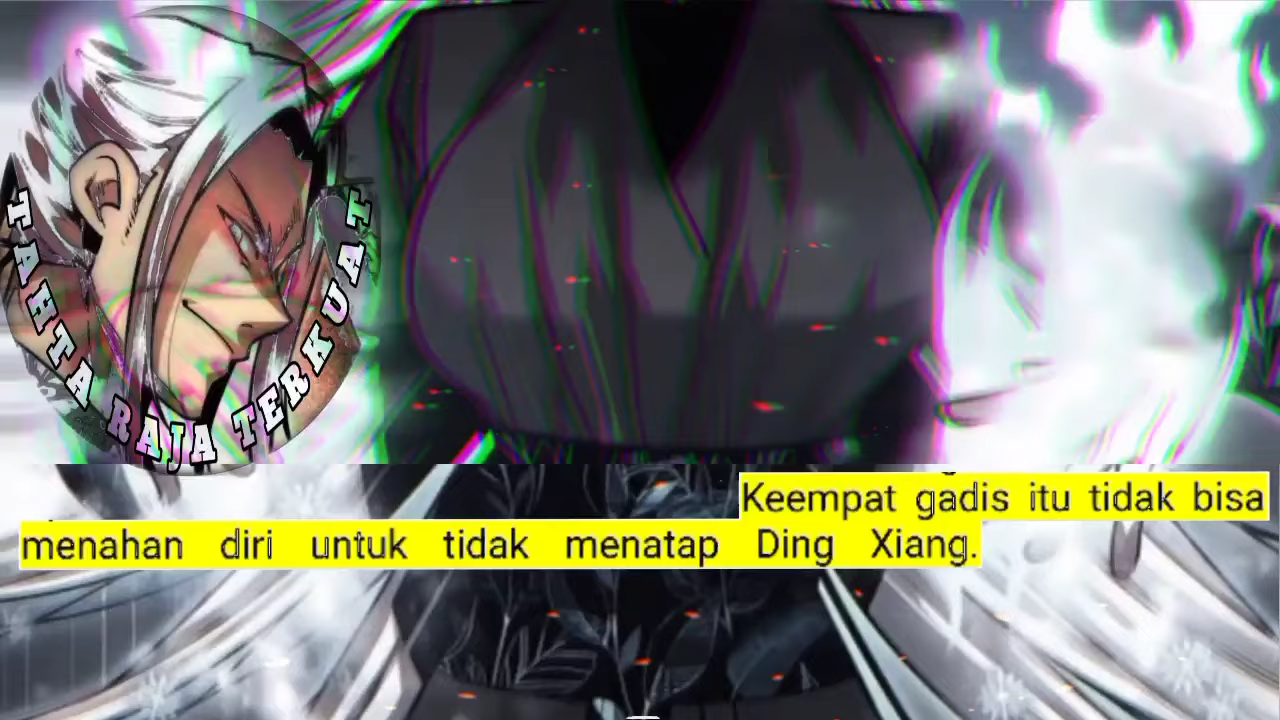 TAHTA RAJA TERKUAT
Keempat gadis itu tidak bisa
menahan diri untuk tidak menatap Ding Xiang.